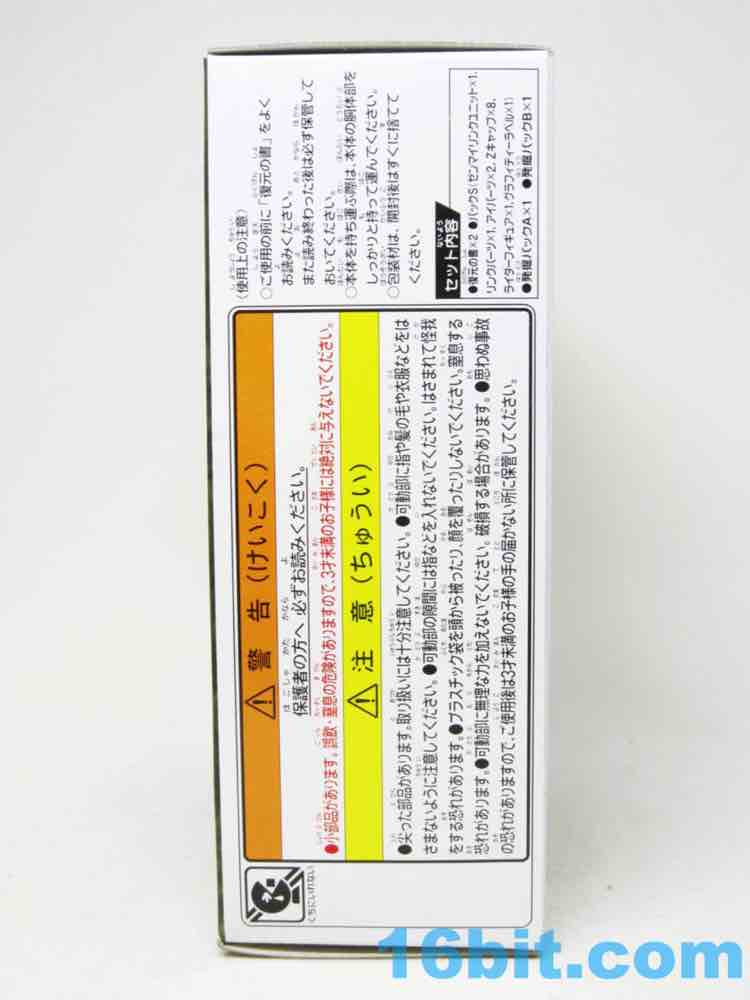 くちにいれない
警告(けいこく)
保護者の方へ 必ずお読みください。
●小部品があります。誤飲・窒息の危険がありますので、3才未満のお子様には絶対に与えないでください。
注意(ちゅうい)
●尖った部品があります。取り扱いには十分注意してください。●可動部に指や髪の毛や衣服などをは
さまないように注意してください。●可動部の隙間には指などを入れないでください。はさまれて怪我
をする恐れがあります。●プラスチック袋を頭から被ったり、顔を覆ったりしないでください。窒息する
恐れがあります。●可動部に無理な力を加えないでください。破損する場合があります。●思わぬ事故
の恐れがありますので、ご使用後は3才未満のお子様の手の届かない所に保管してください。
〈使用上の注意〉
○ご使用の前に「復元の書」をよく
お読みください。
また読み終わった後は必ず保管して
おいてください。
○本体を持ち運ぶ際は、本体の胴体部を
しっかりと持って運んでください。
○包装材は、開封後はすぐに捨てて
ください。
セット内容
●復元の書×2 ●パックS(ゼンマイリンクユニット×1、
リンクパーツ×1、アイパーツ×2、Zキャップ×8、
ライダーフィギュア×1、グラフィティーラベル×1)
●発掘パックA×1 ●発掘パックB×1
16bit.com